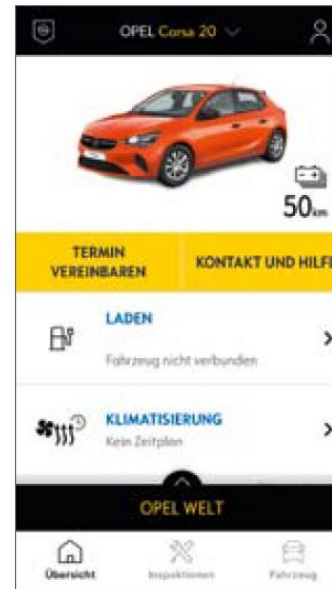 OPEL Corsa 20
50km
TERMIN
VEREINBAREN
KONTAKT UND HILFE
LADEN
Fahrzeug nicht verbunden
KLIMATISIERUNG
Kein Zeitplan
OPEL WELT
Übersicht
Inspektionen
Fahrzeug